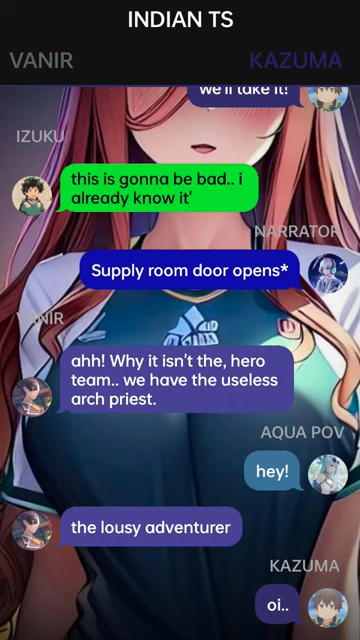 INDIAN TS
VANIR
KAZUMA
we'll take it!
IZUKU
this is gonna be bad.. i
already know it'
NARRATOR
Supply room door opens*
VANIR
ahh! Why it isn't the, hero
team.. we have the useless
arch priest.
AQUA POV
hey!
the lousy adventurer
KAZUMA
oi..